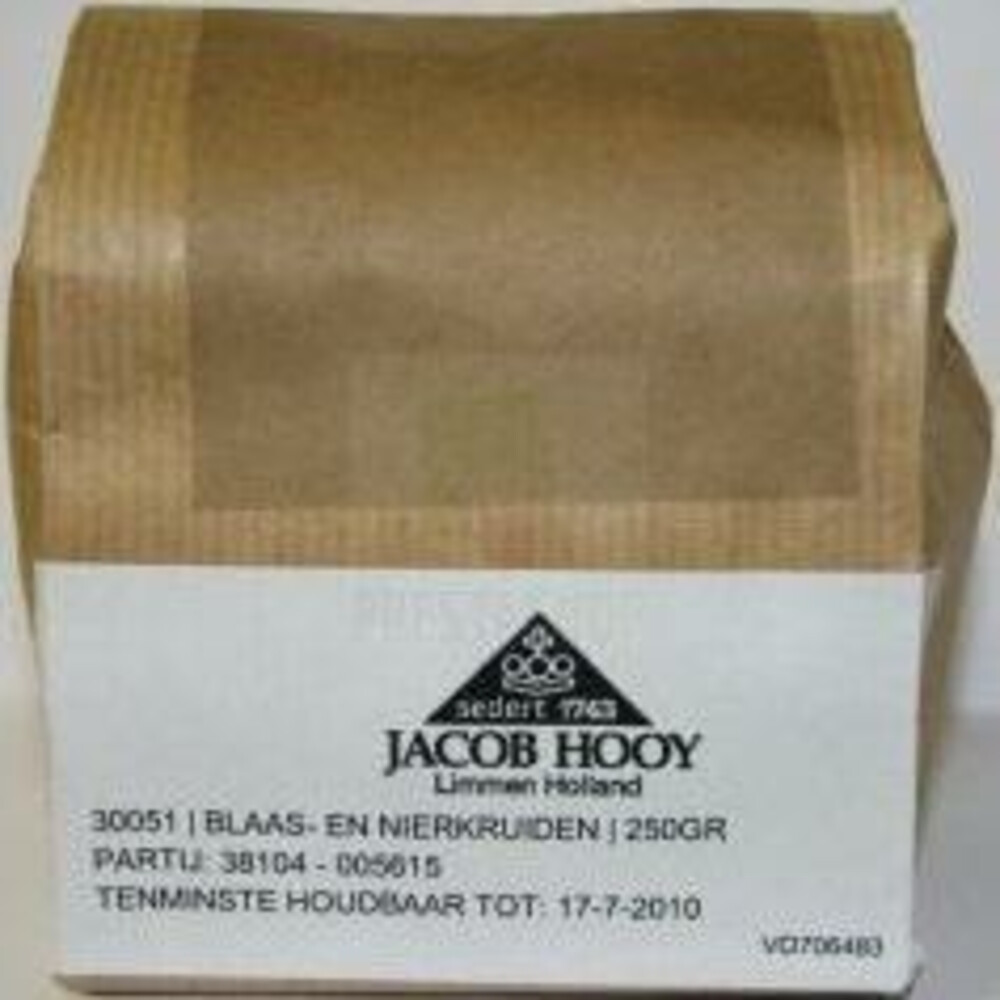 sedert 1743
JACOB HOOY
Limmen Holland
30051 | BLAAS- EN NIERKRUIDEN | 250GR
PARTIJ: 38104 - 005615
TENMINSTE HOUDBAAR TOT: 17-7-2010
VO706483